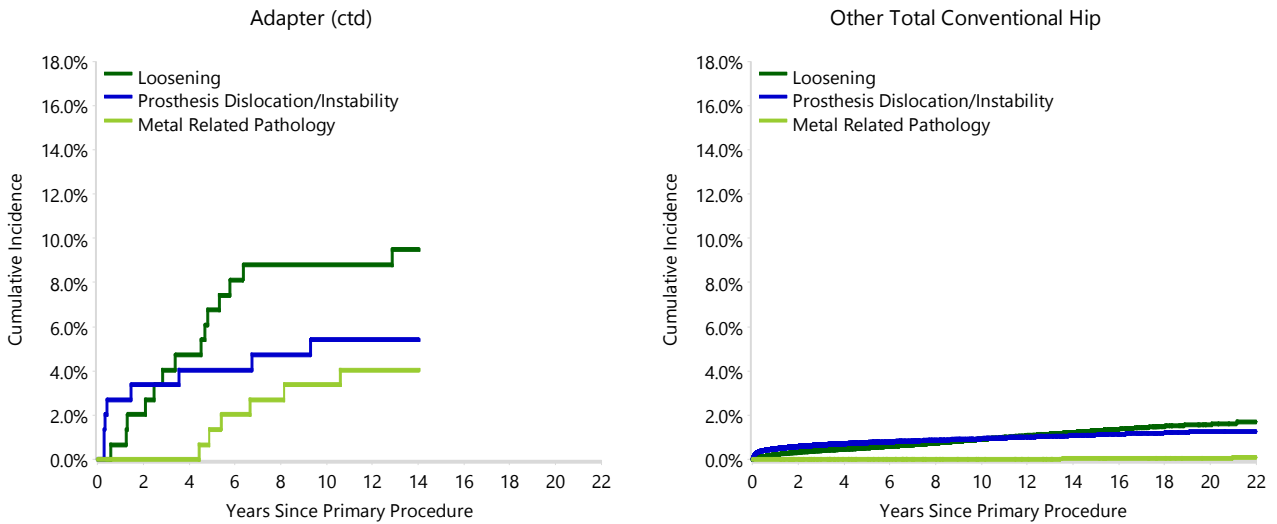 Adapter (ctd)
18.0%
16.0%
14.0%
12.0%
10.0%
8.0%
6.0%
4.0%
2.0%
0.0%
Cumulative Incidence
Loosening
Prosthesis Dislocation/Instability
Metal Related Pathology
0 2 4 6 8 10 12 14 16 18 20 22
Years Since Primary Procedure
Other Total Conventional Hip
18.0%
16.0%
14.0%
12.0%
10.0%
8.0%
6.0%
4.0%
2.0%
0.0%
Cumulative Incidence
Loosening
Prosthesis Dislocation/Instability
Metal Related Pathology
0 2 4 6 8 10 12 14 16 18 20 22
Years Since Primary Procedure